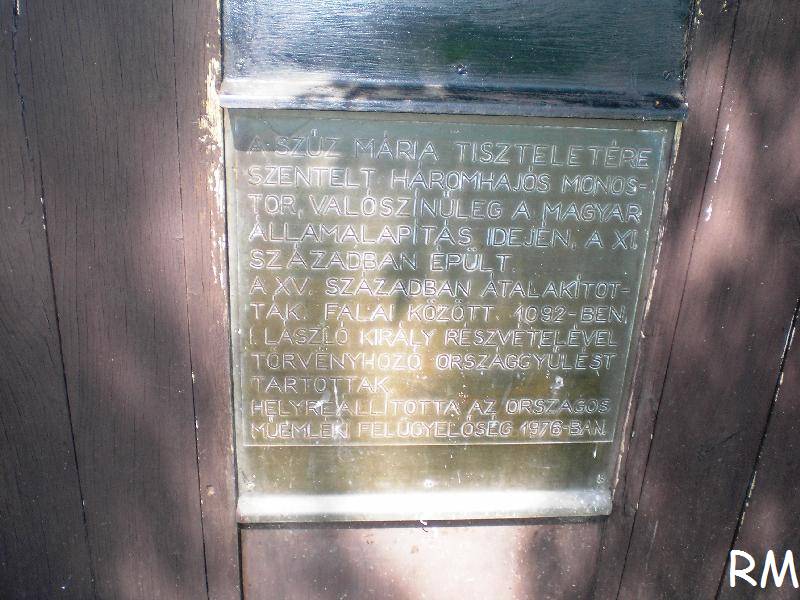 A SZŰZ MÁRIA TISZTELETÉRE
SZENTELT HÁROMHAJÓS MONOS-
TOR, VALÓSZÍNŰLEG A MAGYAR
ÁLLAMALAPÍTÁS IDEJÉN, A XI.
SZÁZADBAN ÉPÜLT.
A XV. SZÁZADBAN ÁTALAKÍTOT-
TÁK. FALAI KÖZÖTT 1092-BEN,
I. LÁSZLÓ KIRÁLY RÉSZVÉTELÉVEL
TÖRVÉNYHOZÓ ORSZÁGGYŰLÉST
TARTOTTAK.
HELYREÁLLÍTOTTA AZ ORSZÁGOS
MŰEMLÉKI FELÜGYELŐSÉG 1976-BAN.
RM